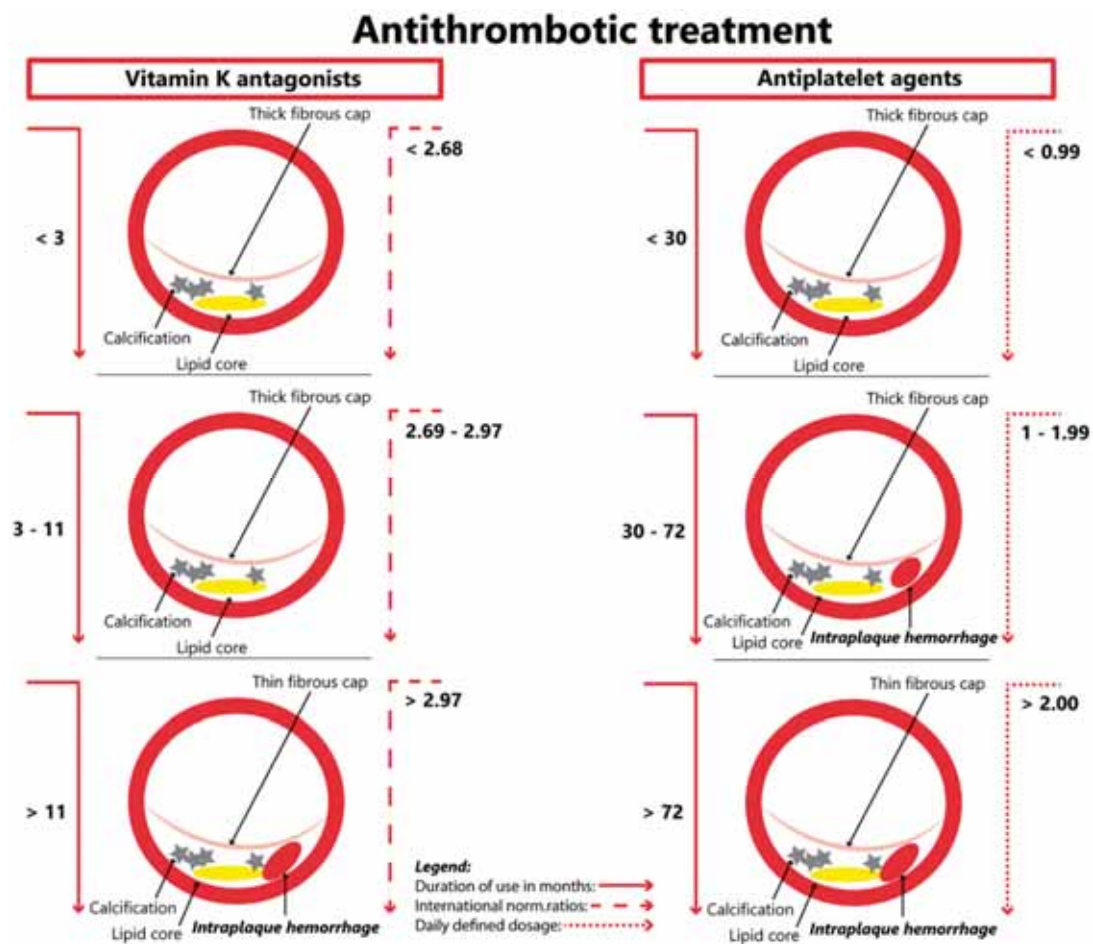 Antithrombotic treatment
Vitamin K antagonists
Thick fibrous cap
< 2.68
< 3
Calcification
Lipid core
Thick fibrous cap
2.69 - 2.97
3 - 11
Calcification
Lipid core
Thin fibrous cap
> 2.97
> 11
Calcification
Lipid core
Intraplaque hemorrhage
Antiplatelet agents
Thick fibrous cap
< 0.99
< 30
Calcification
Lipid core
Thick fibrous cap
1 - 1.99
30 - 72
Calcification
Lipid core
Intraplaque hemorrhage
Thin fibrous cap
> 2.00
> 72
Calcification
Lipid core
Intraplaque hemorrhage
Legend:
Duration of use in months:
International norm.ratios:
Daily defined dosage: